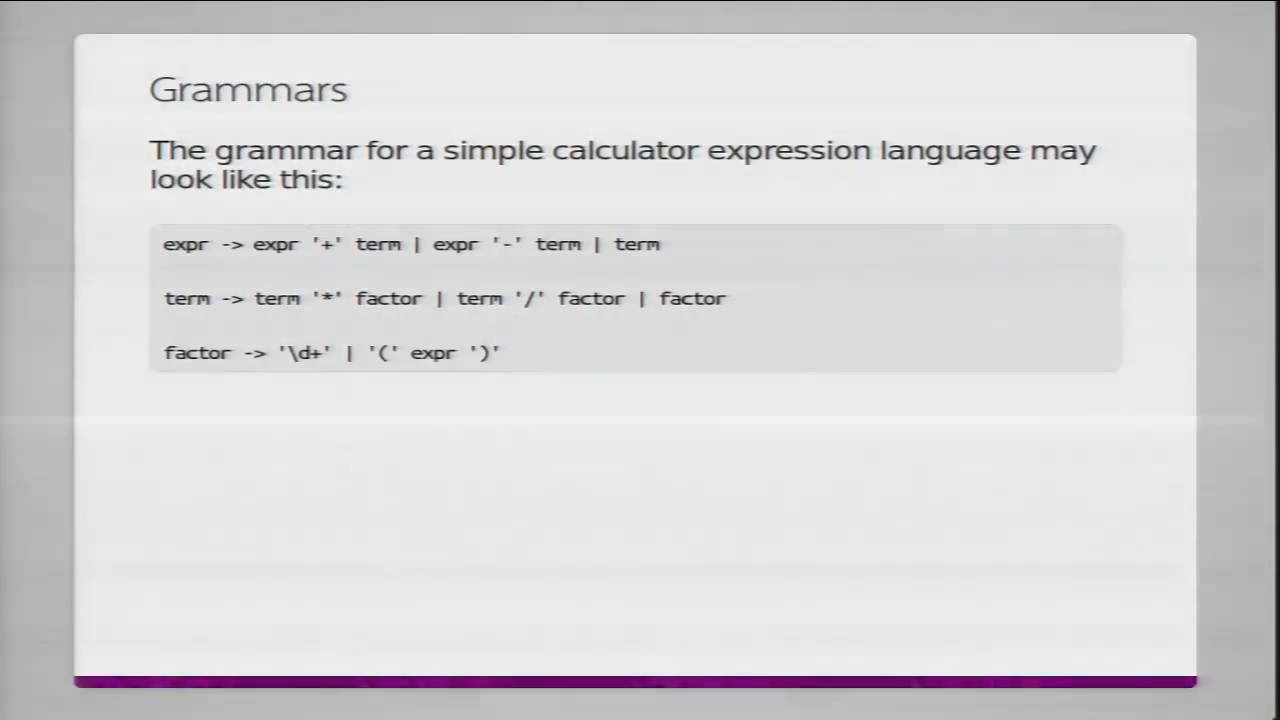 Grammars
The grammar for a simple calculator expression language may
look like this:
expr -> expr '+' term | expr '-' term | term
term -> term '*' factor | term '/' factor | factor
factor -> '\d+' | '(' expr ')'